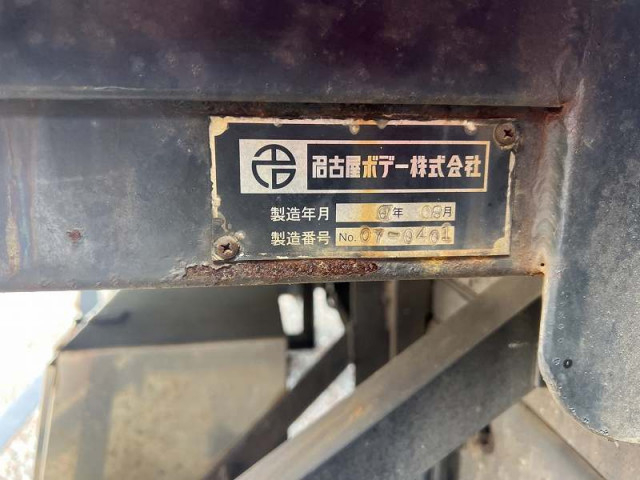 名古屋ボデー株式会社
製造年月 年 月
製造番号 No. 07-0401